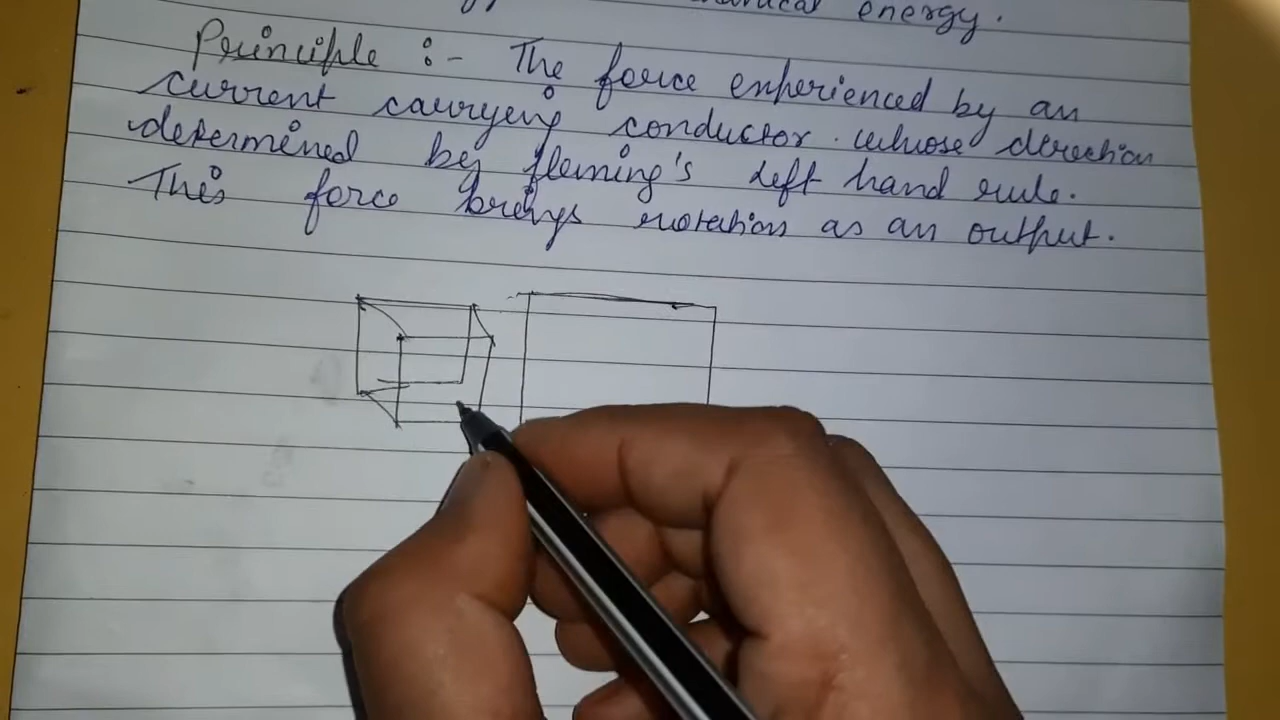 energy.
Principle :- The force experienced by an
current carrying conductor. whose direction
determined by fleming's left hand rule.
This force brings rotation as an output.